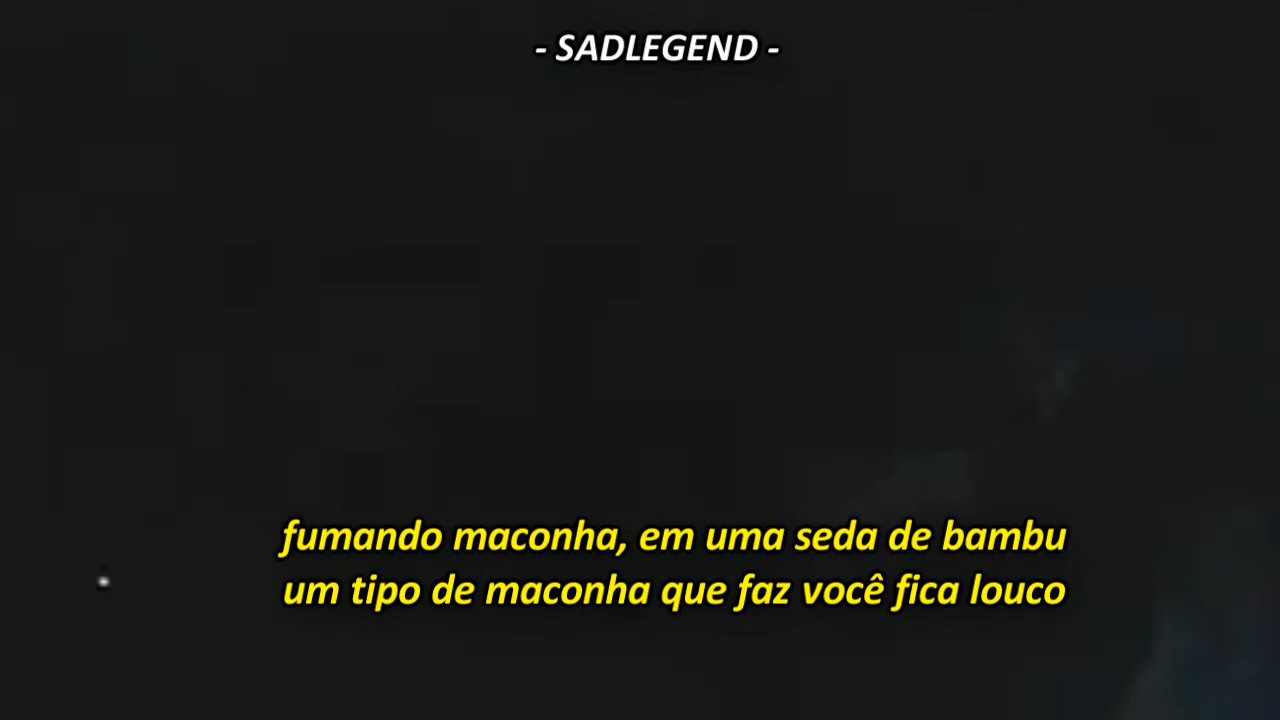 - SADLEGEND -
fumando maconha, em uma seda de bambu
um tipo de maconha que faz você fica louco